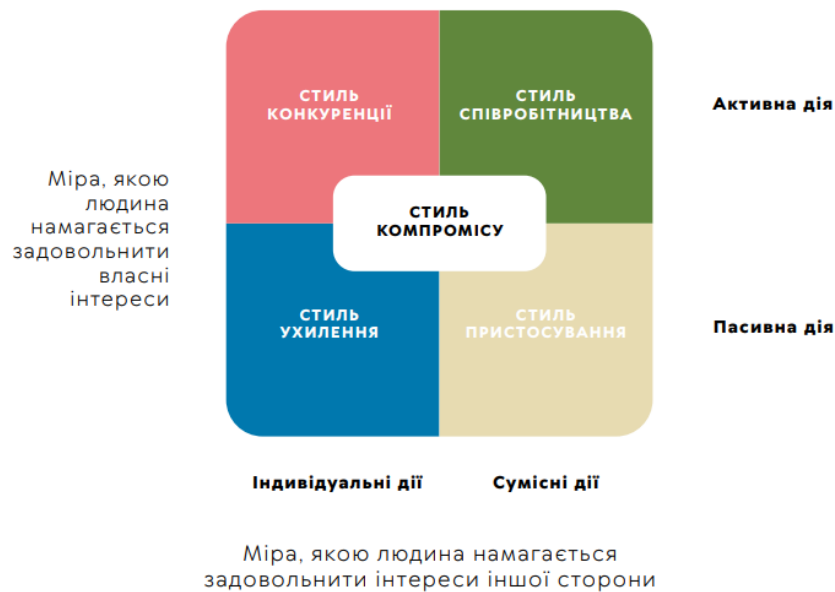 СТИЛЬ
КОНКУРЕНЦІЇ
СТИЛЬ
СПІВРОБІТНИЦТВА
Активна дія
Міра, якою
людина
намагається
задовольнити
власні
інтереси
СТИЛЬ
КОМПРОМІСУ
СТИЛЬ
УХИЛЕННЯ
СТИЛЬ
ПРИСТОСУВАННЯ
Пасивна дія
Індивідуальні дії
Сумісні дії
Міра, якою людина намагається
задовольнити інтереси іншої сторони